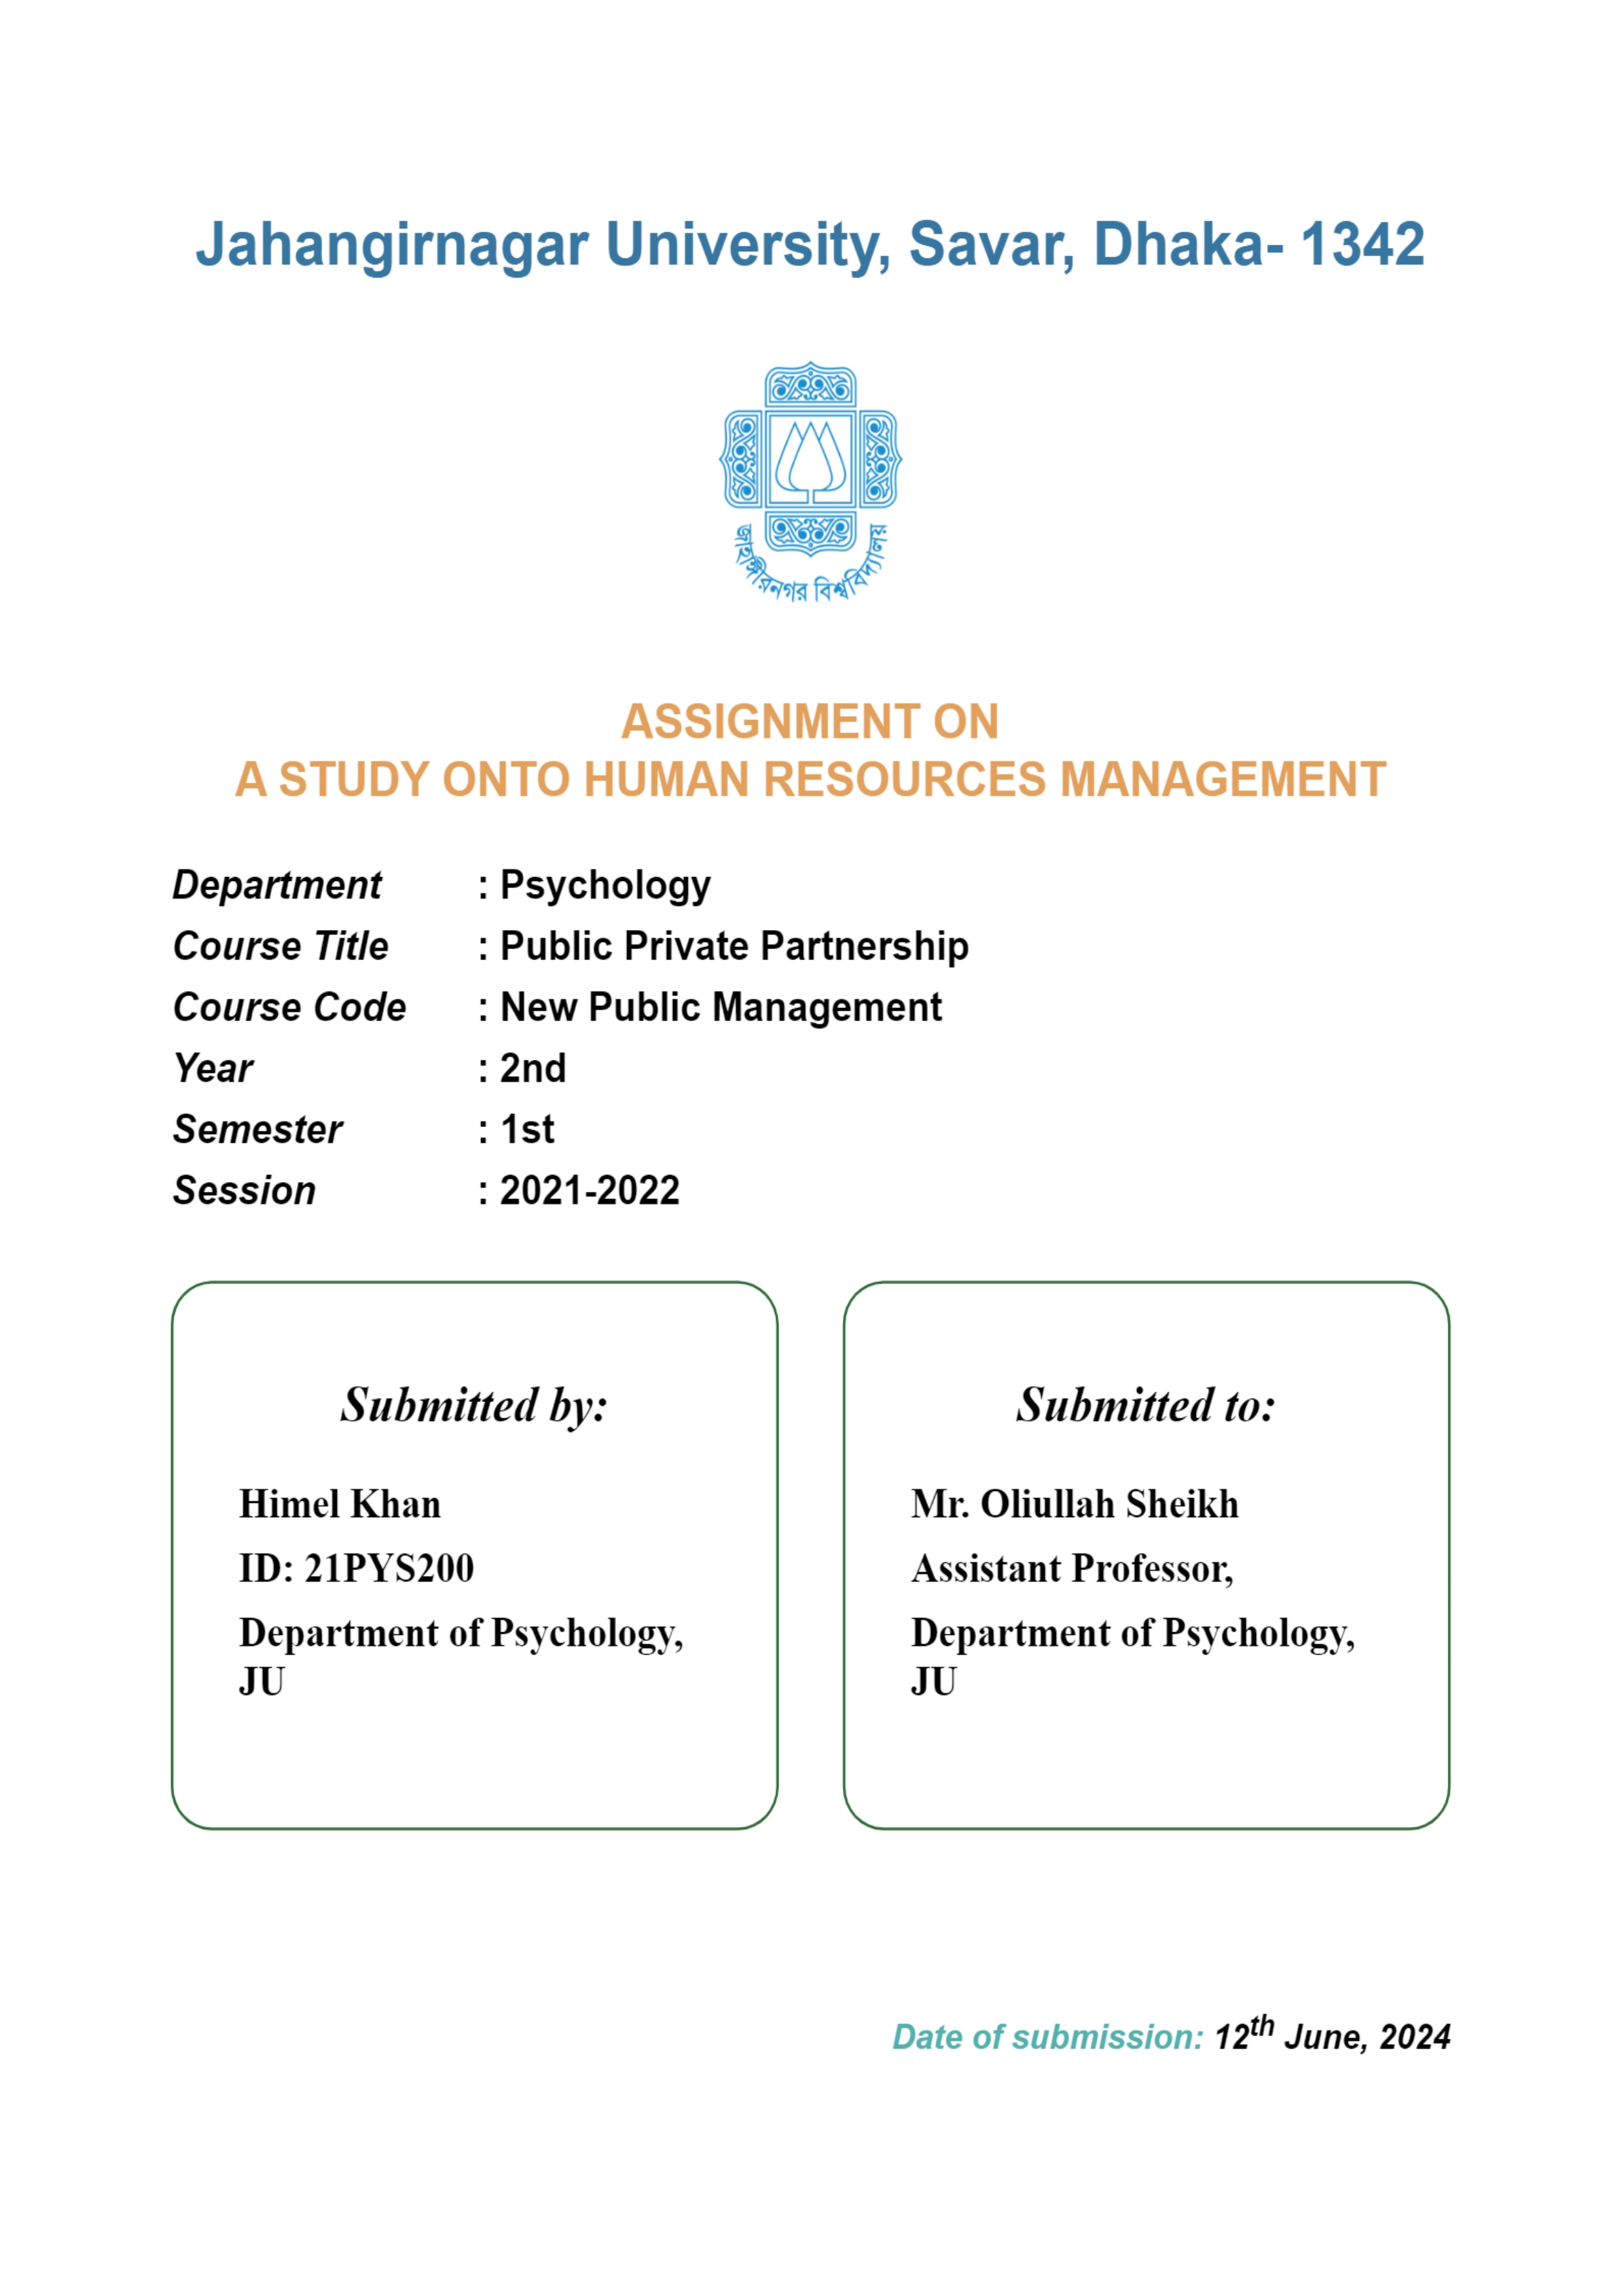 Jahangirnagar University, Savar, Dhaka- 1342
জাহাঙ্গীরনগর বিশ্ববিদ্যালয়
ASSIGNMENT ON
A STUDY ONTO HUMAN RESOURCES MANAGEMENT
Department : Psychology
Course Title : Public Private Partnership
Course Code : New Public Management
Year : 2nd
Semester : 1st
Session : 2021-2022
Submitted by:
Himel Khan
ID: 21PYS200
Department of Psychology,
JU
Submitted to:
Mr. Oliullah Sheikh
Assistant Professor,
Department of Psychology,
JU
Date of submission: 12th June, 2024